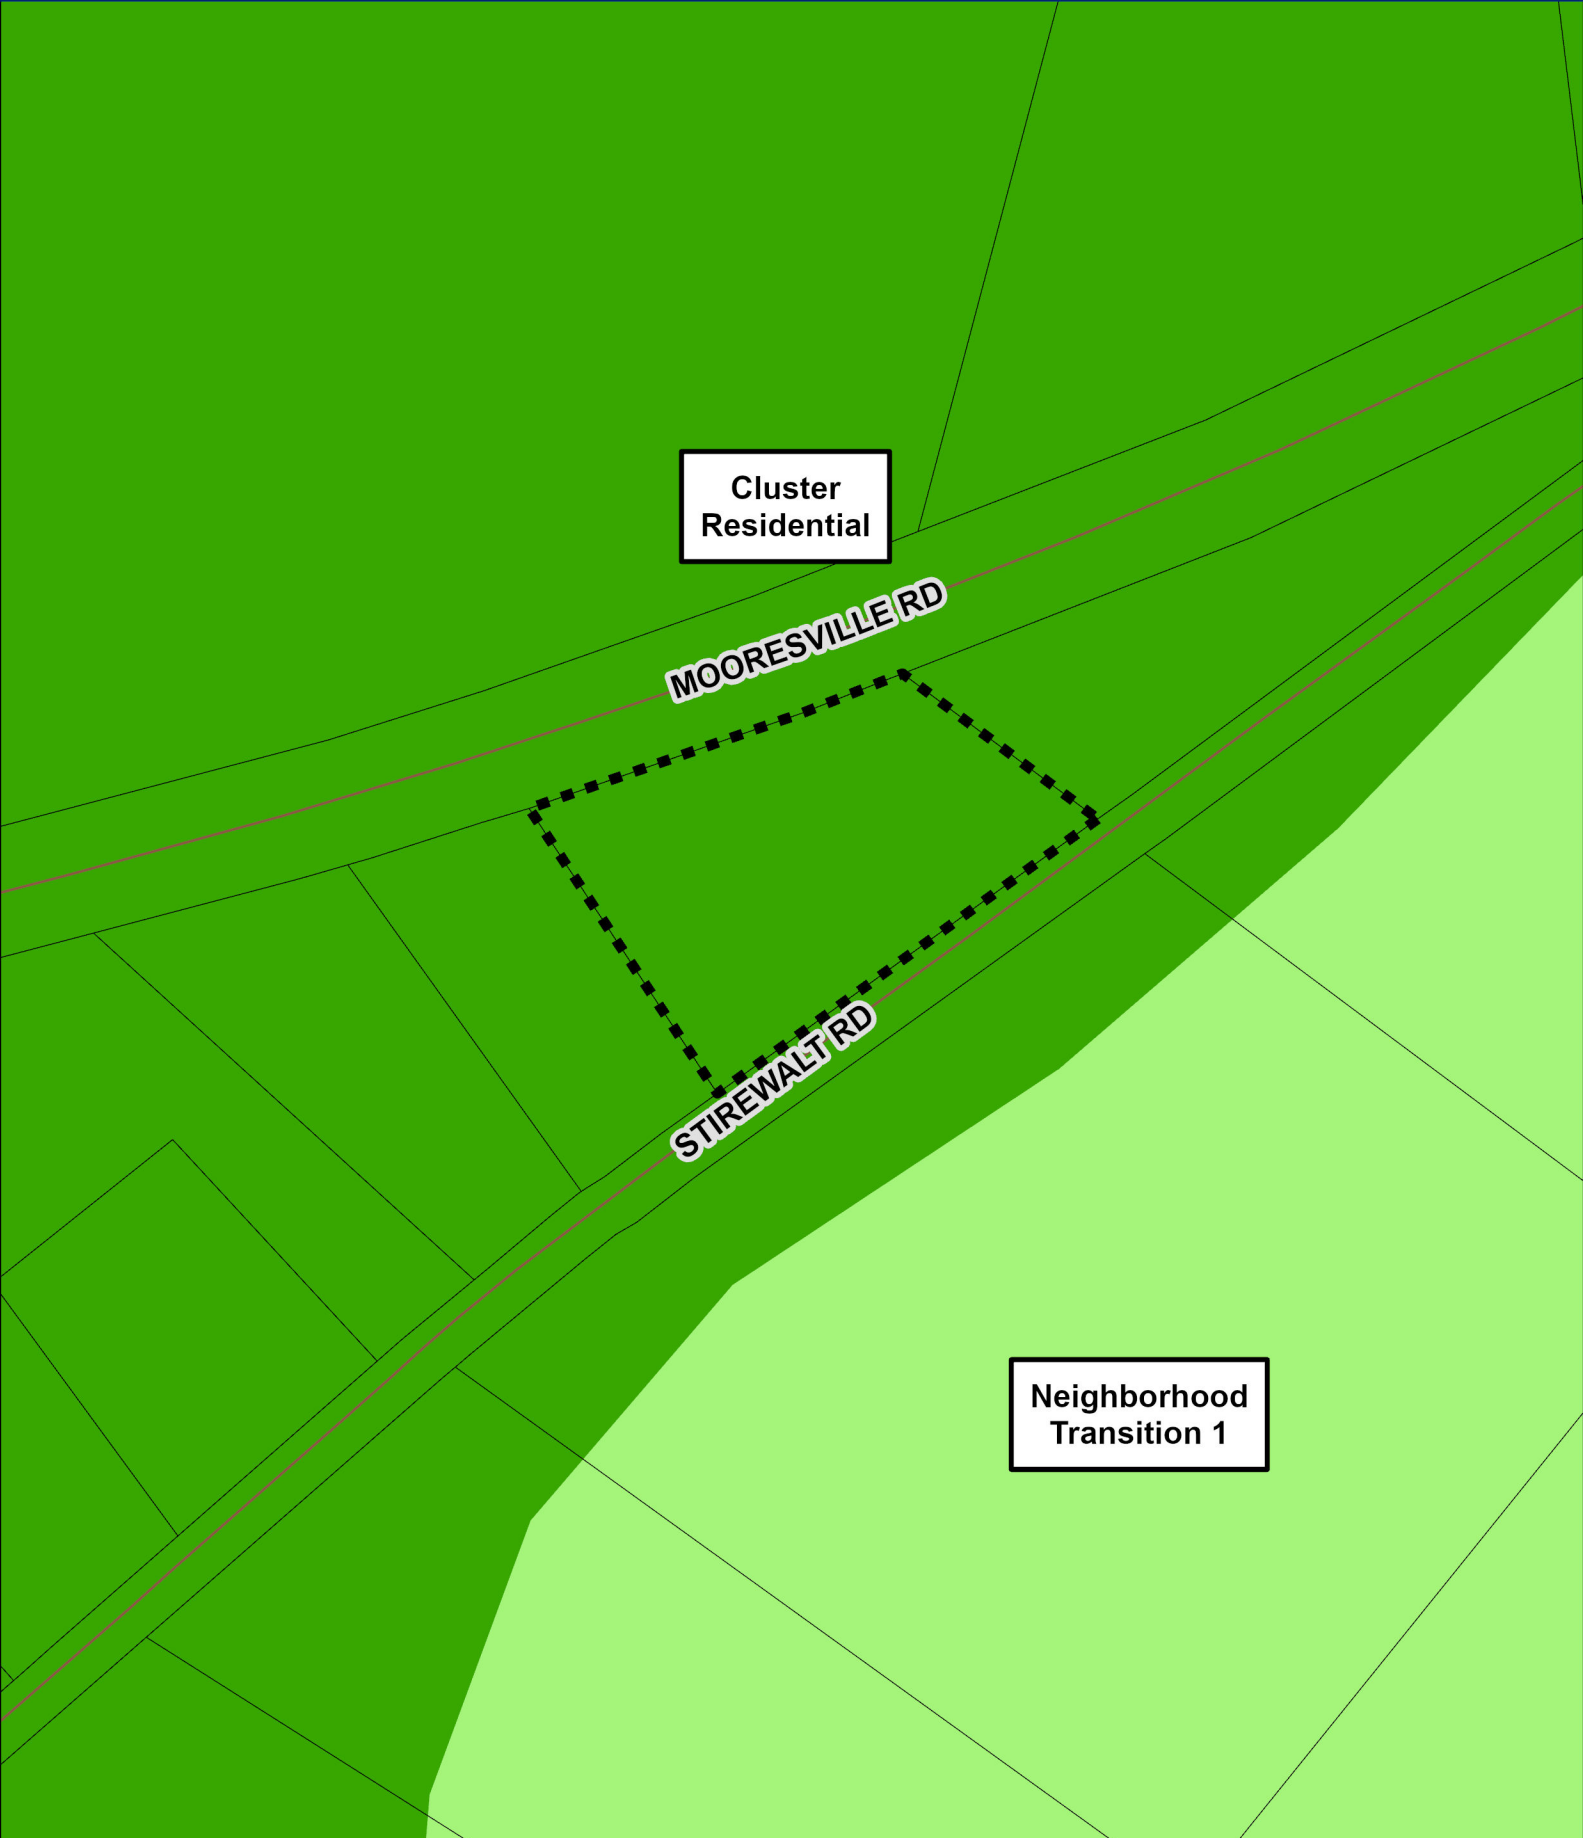 Cluster
Residential
MOORESVILLE RD
STIREWALT RD
Neighborhood
Transition 1